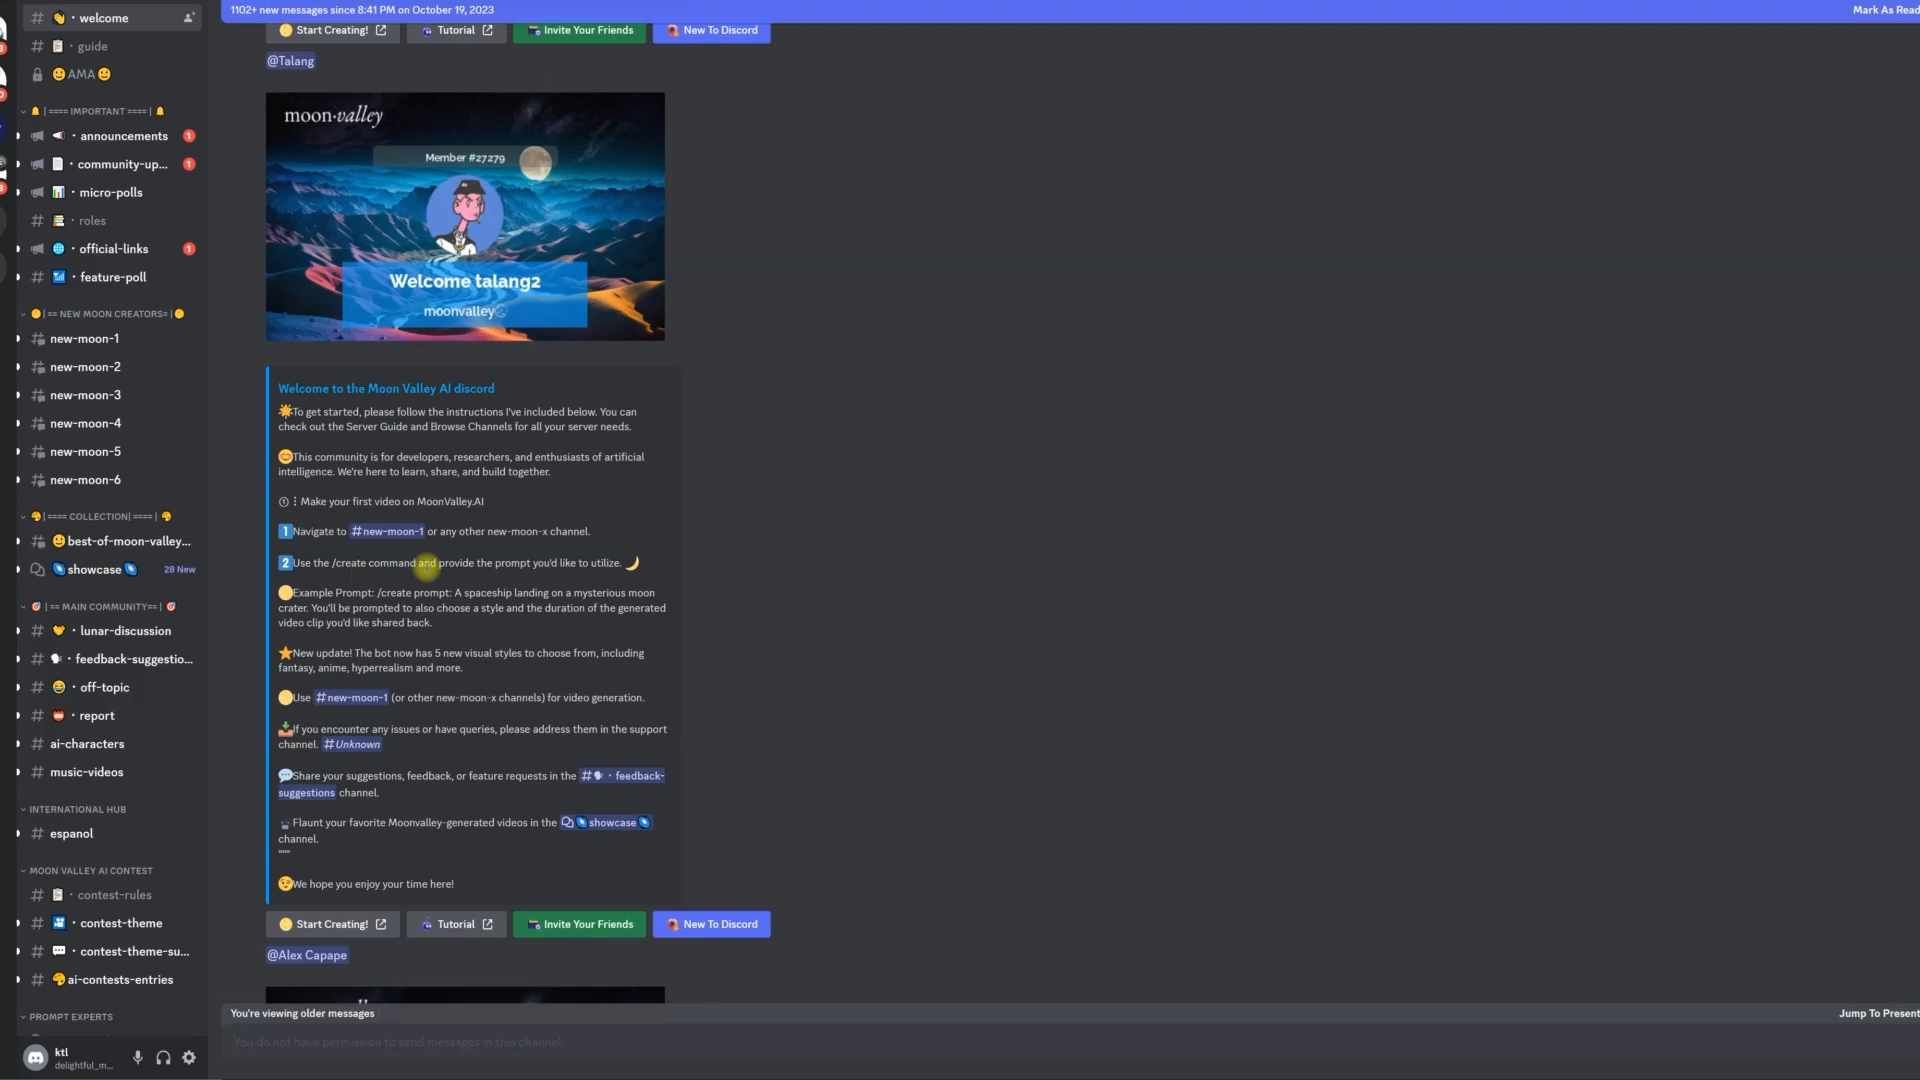 welcome
guide
AMA
| ==== IMPORTANT ==== |
announcements 1
community-up... 1
micro-polls
roles
official-links 1
feature-poll
| == NEW MOON CREATORS= |
new-moon-1
new-moon-2
new-moon-3
new-moon-4
new-moon-5
new-moon-6
| ==== COLLECTION| ==== |
best-of-moon-valley...
showcase 28 New
| == MAIN COMMUNITY== |
lunar-discussion
feedback-suggestio...
off-topic
report
ai-characters
music-videos
INTERNATIONAL HUB
espanol
MOON VALLEY AI CONTEST
contest-rules
contest-theme
contest-theme-su...
ai-contests-entries
PROMPT EXPERTS
ktl
delightful_m...
1102+ new messages since 8:41 PM on October 19, 2023 Mark As Read
Start Creating! Tutorial Invite Your Friends New To Discord
@Talang
moon·valley
Member #27279
Welcome talang2
moonvalley
Welcome to the Moon Valley AI discord
To get started, please follow the instructions I've included below. You can
check out the Server Guide and Browse Channels for all your server needs.
This community is for developers, researchers, and enthusiasts of artificial
intelligence. We're here to learn, share, and build together.
① ⋮ Make your first video on MoonValley.AI
1 Navigate to #new-moon-1 or any other new-moon-x channel.
2 Use the /create command and provide the prompt you'd like to utilize.
Example Prompt: /create prompt: A spaceship landing on a mysterious moon
crater. You'll be prompted to also choose a style and the duration of the generated
video clip you'd like shared back.
New update! The bot now has 5 new visual styles to choose from, including
fantasy, anime, hyperrealism and more.
Use #new-moon-1 (or other new-moon-x channels) for video generation.
If you encounter any issues or have queries, please address them in the support
channel. #Unknown
Share your suggestions, feedback, or feature requests in the # · feedback-
suggestions channel.
Flaunt your favorite Moonvalley-generated videos in the showcase
channel.
"""
We hope you enjoy your time here!
Start Creating! Tutorial Invite Your Friends New To Discord
@Alex Capape
You're viewing older messages Jump To Present
You do not have permission to send messages in this channel.